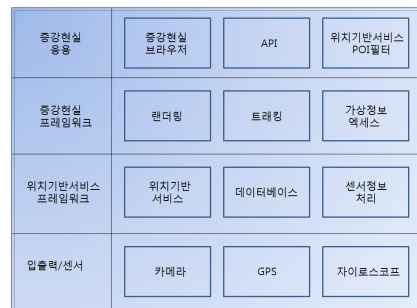 증강현실
응용
증강현실
브라우저
API
위치기반서비스
POI필터
증강현실
프레임워크
랜더링
트래킹
가상정보
엑세스
위치기반서비스
프레임워크
위치기반
서비스
데이터베이스
센서정보
처리
입출력/센서
카메라
GPS
자이로스코프